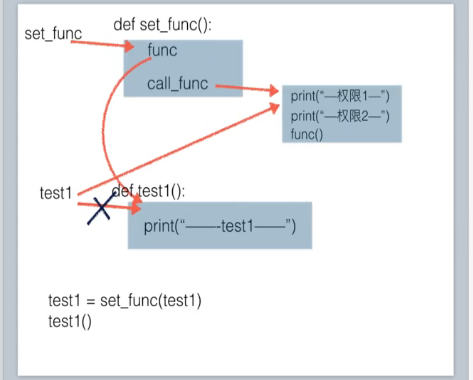 def set_func():
set_func
func
call_func
print("—权限1—")
print("—权限2—")
func()
test1
def test1():
print("——-test1——")
test1 = set_func(test1)
test1()